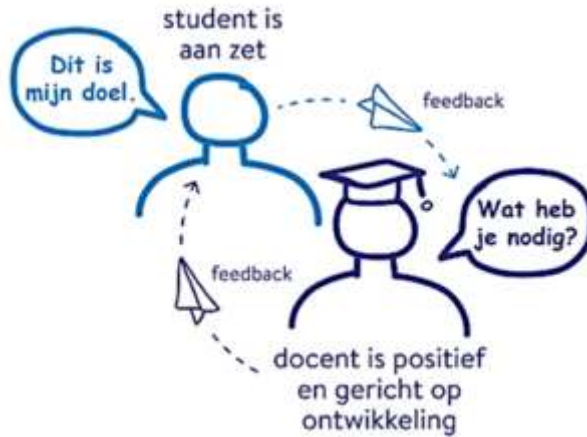 student is
aan zet
Dit is
mijn doel.
feedback
Wat heb
je nodig?
feedback
docent is positief
en gericht op
ontwikkeling